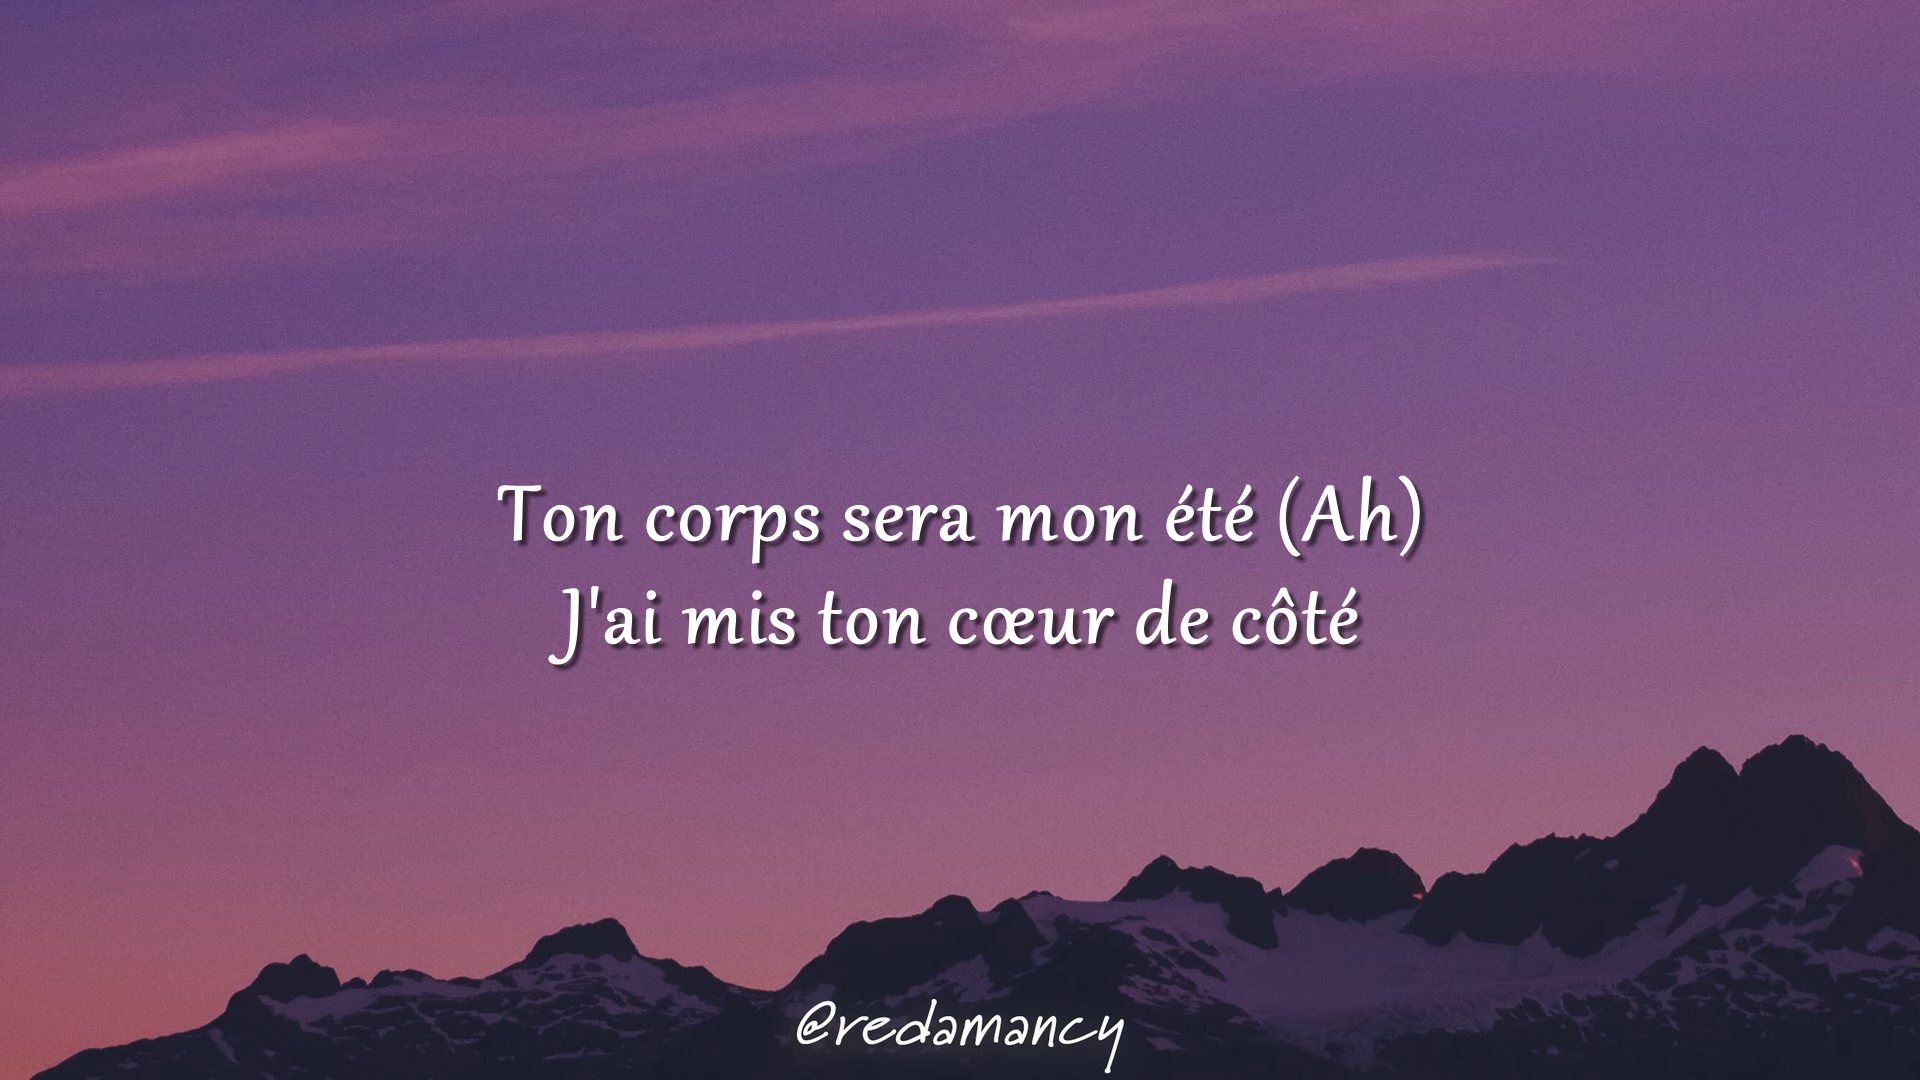 Ton corps sera mon été (Ah)
J'ai mis ton cœur de côté
@redamancy